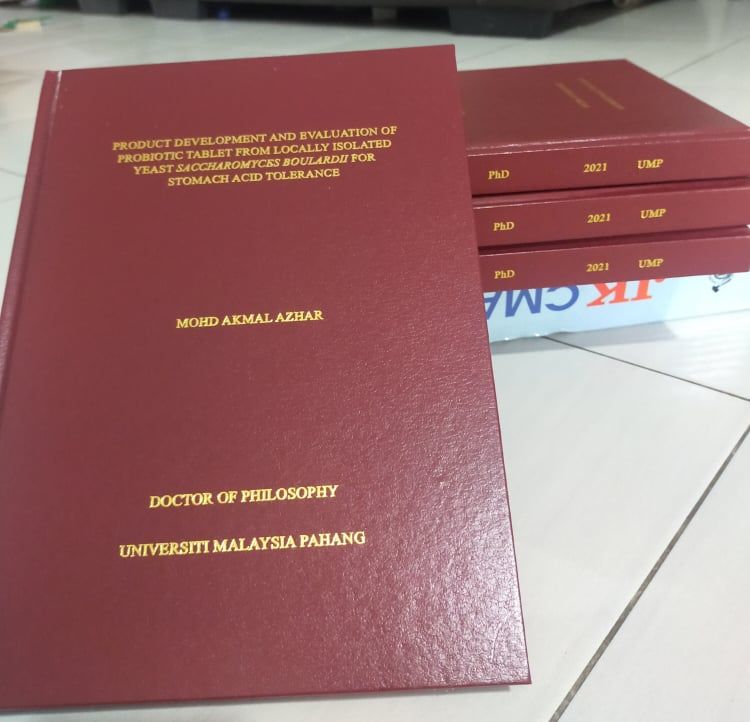 PRODUCT DEVELOPMENT AND EVALUATION OF
PROBIOTIC TABLET FROM LOCALLY ISOLATED
YEAST SACCHAROMYCES BOULARDII FOR
STOMACH ACID TOLERANCE
MOHD AKMAL AZHAR
DOCTOR OF PHILOSOPHY
UNIVERSITI MALAYSIA PAHANG
PhD 2021 UMP
PhD 2021 UMP
PhD 2021 UMP